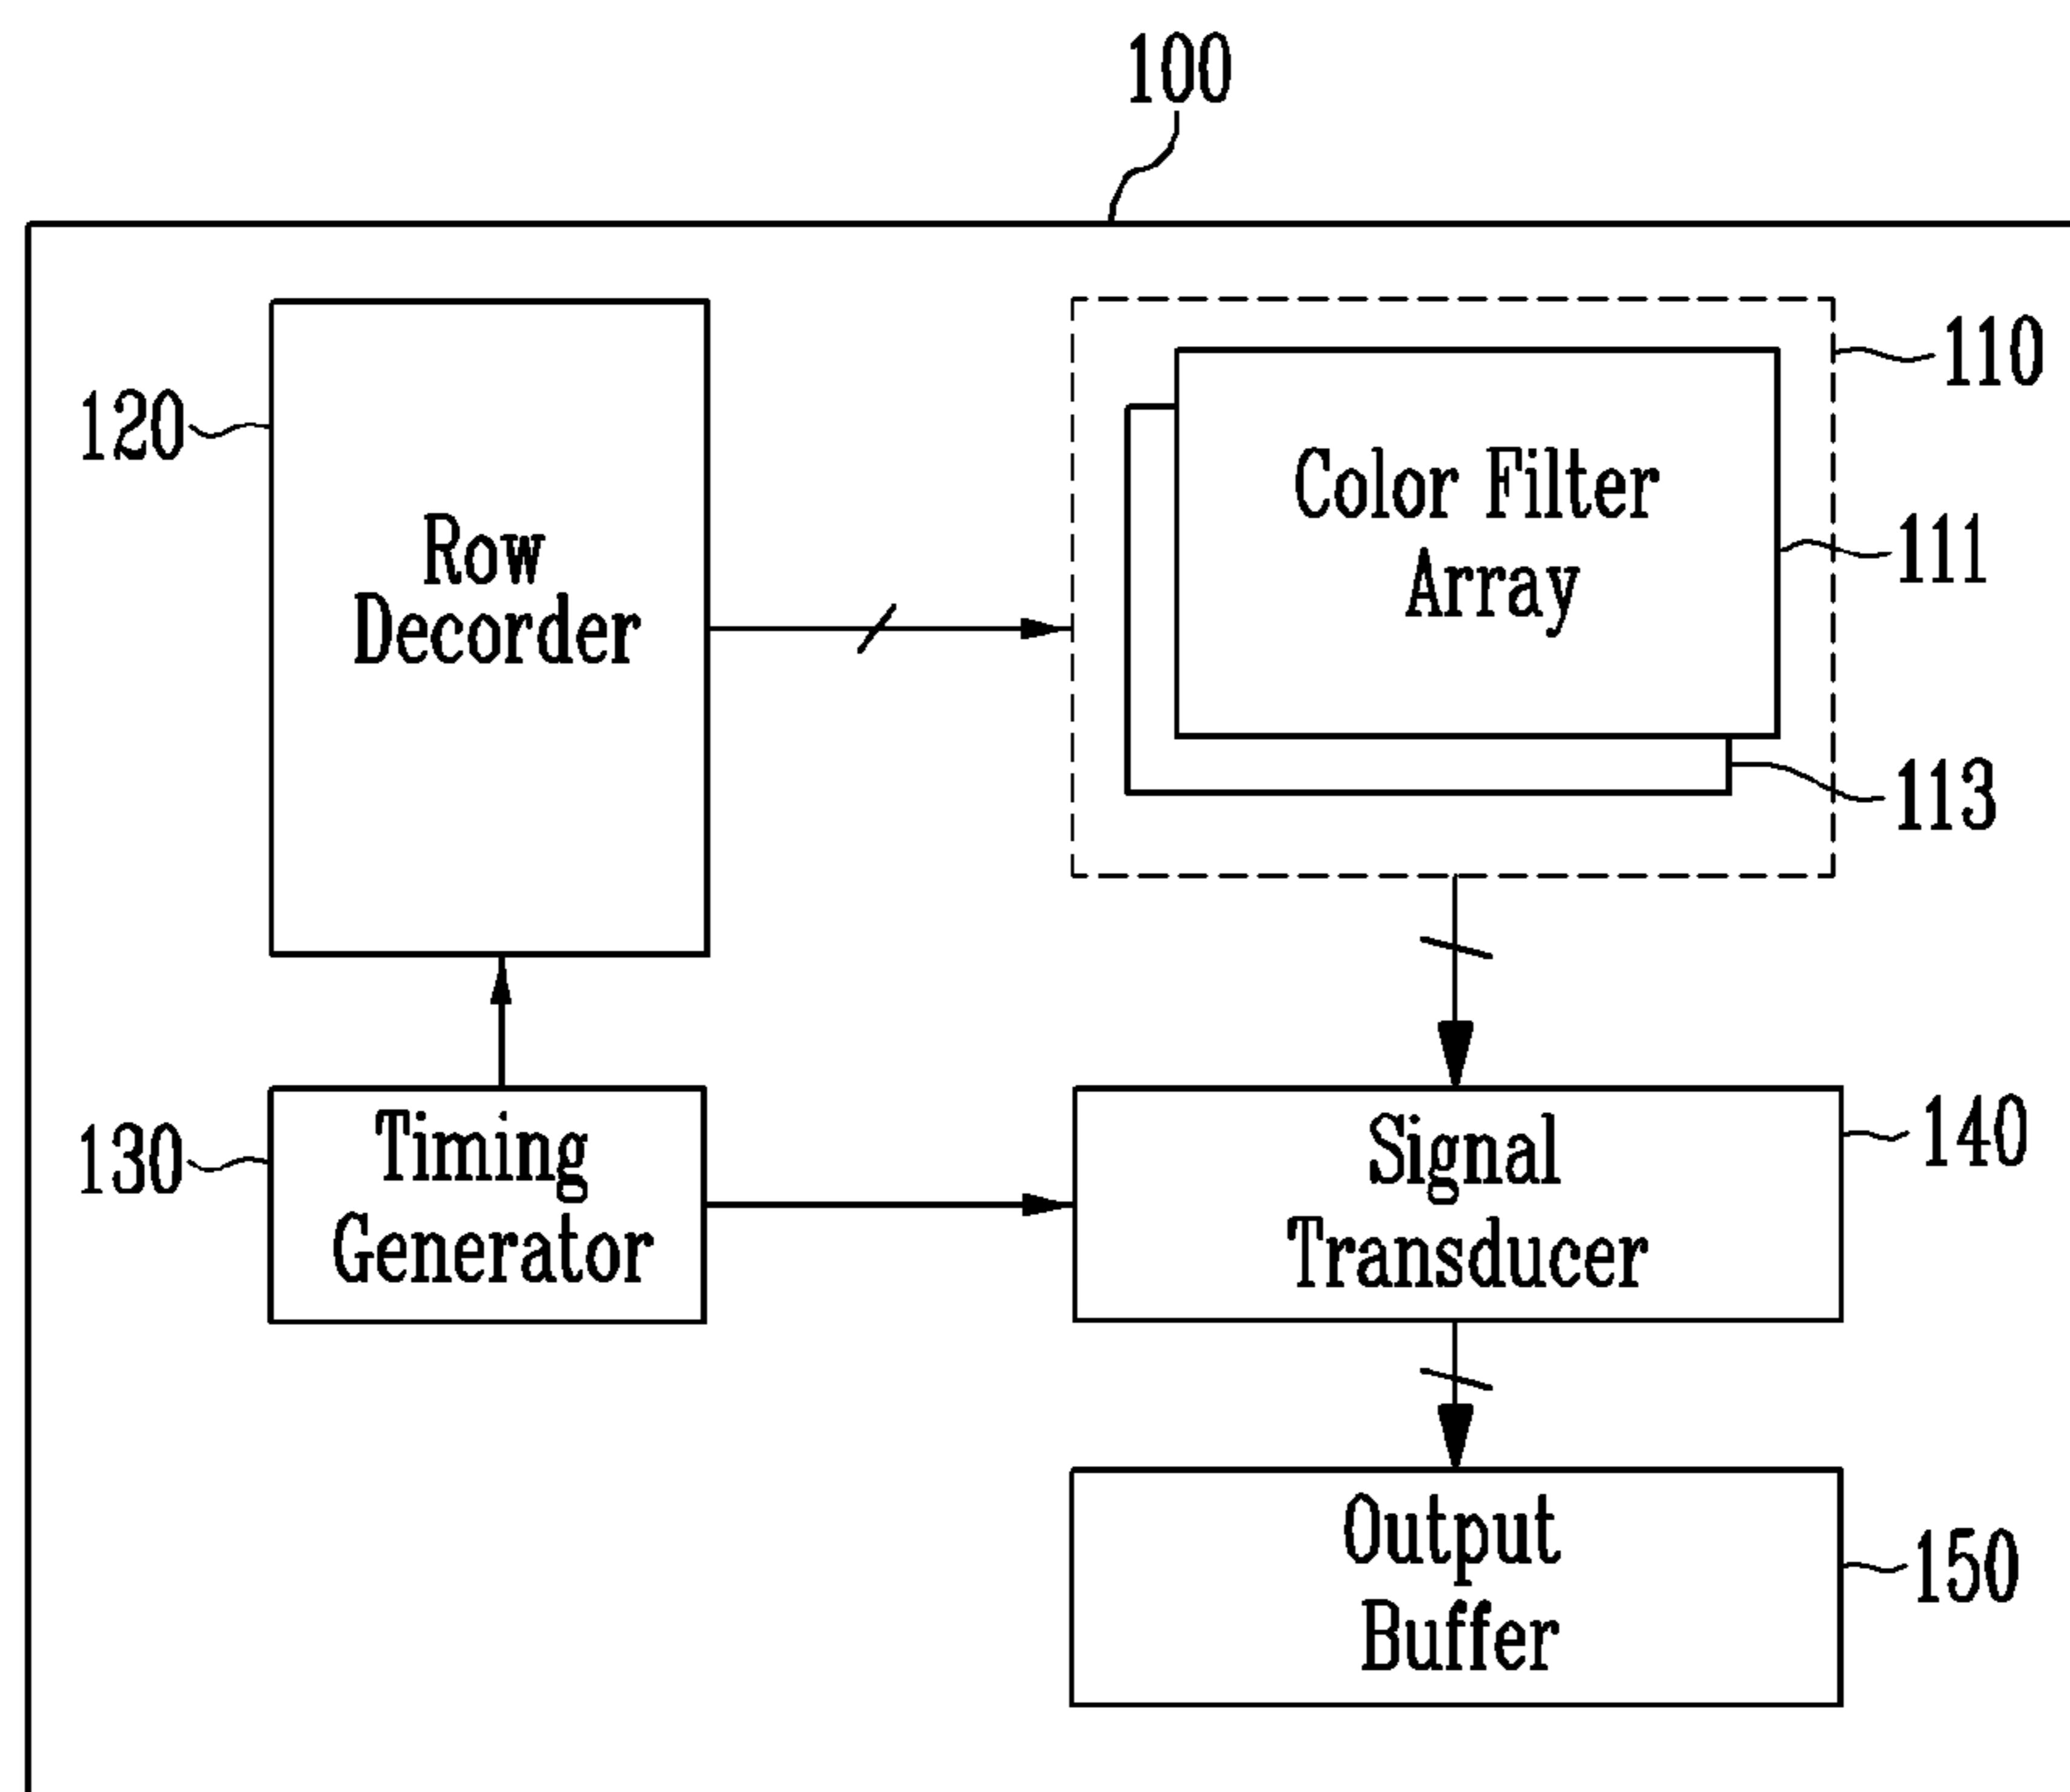 100
110
120
Color Filter
Array
111
Row
Decorder
113
130
Timing
Generator
Signal
Transducer
140
Output
Buffer
150